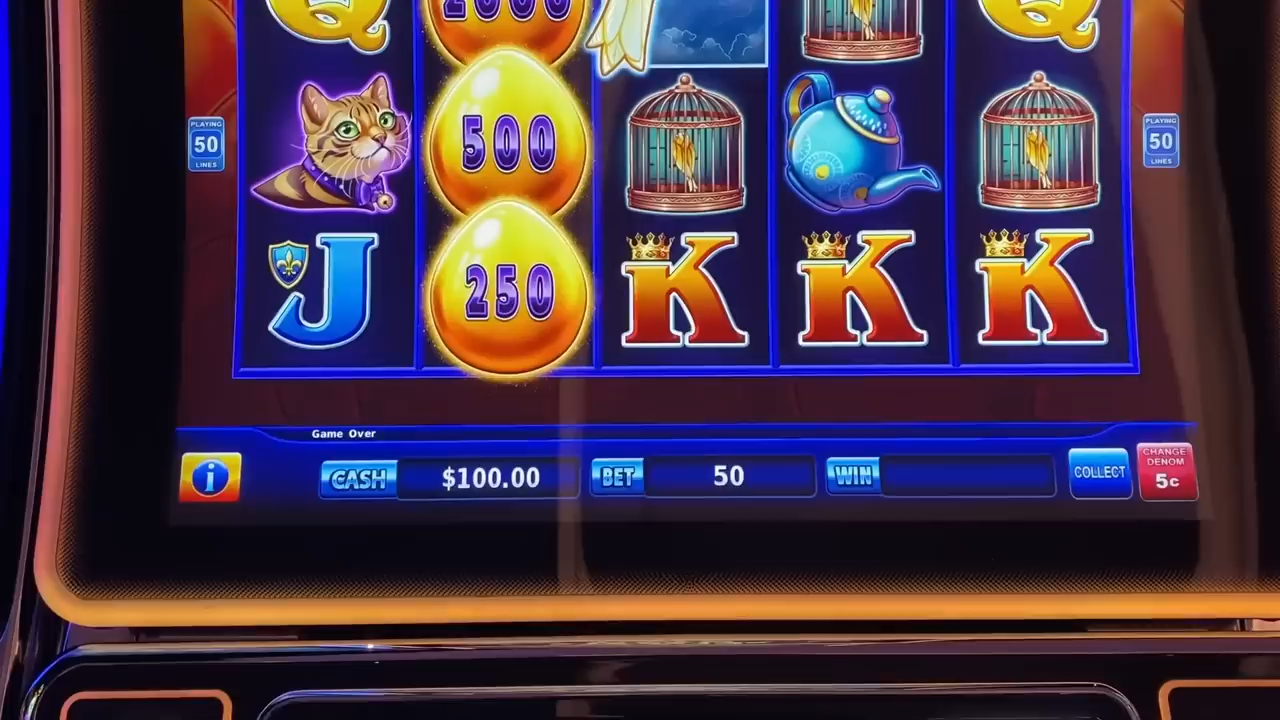 Q
2000
Q
PLAYING
50
LINES
500
PLAYING
50
LINES
J
250
K
K
K
Game Over
i
CASH
$100.00
BET
50
WIN
COLLECT
CHANGE
DENOM
5c